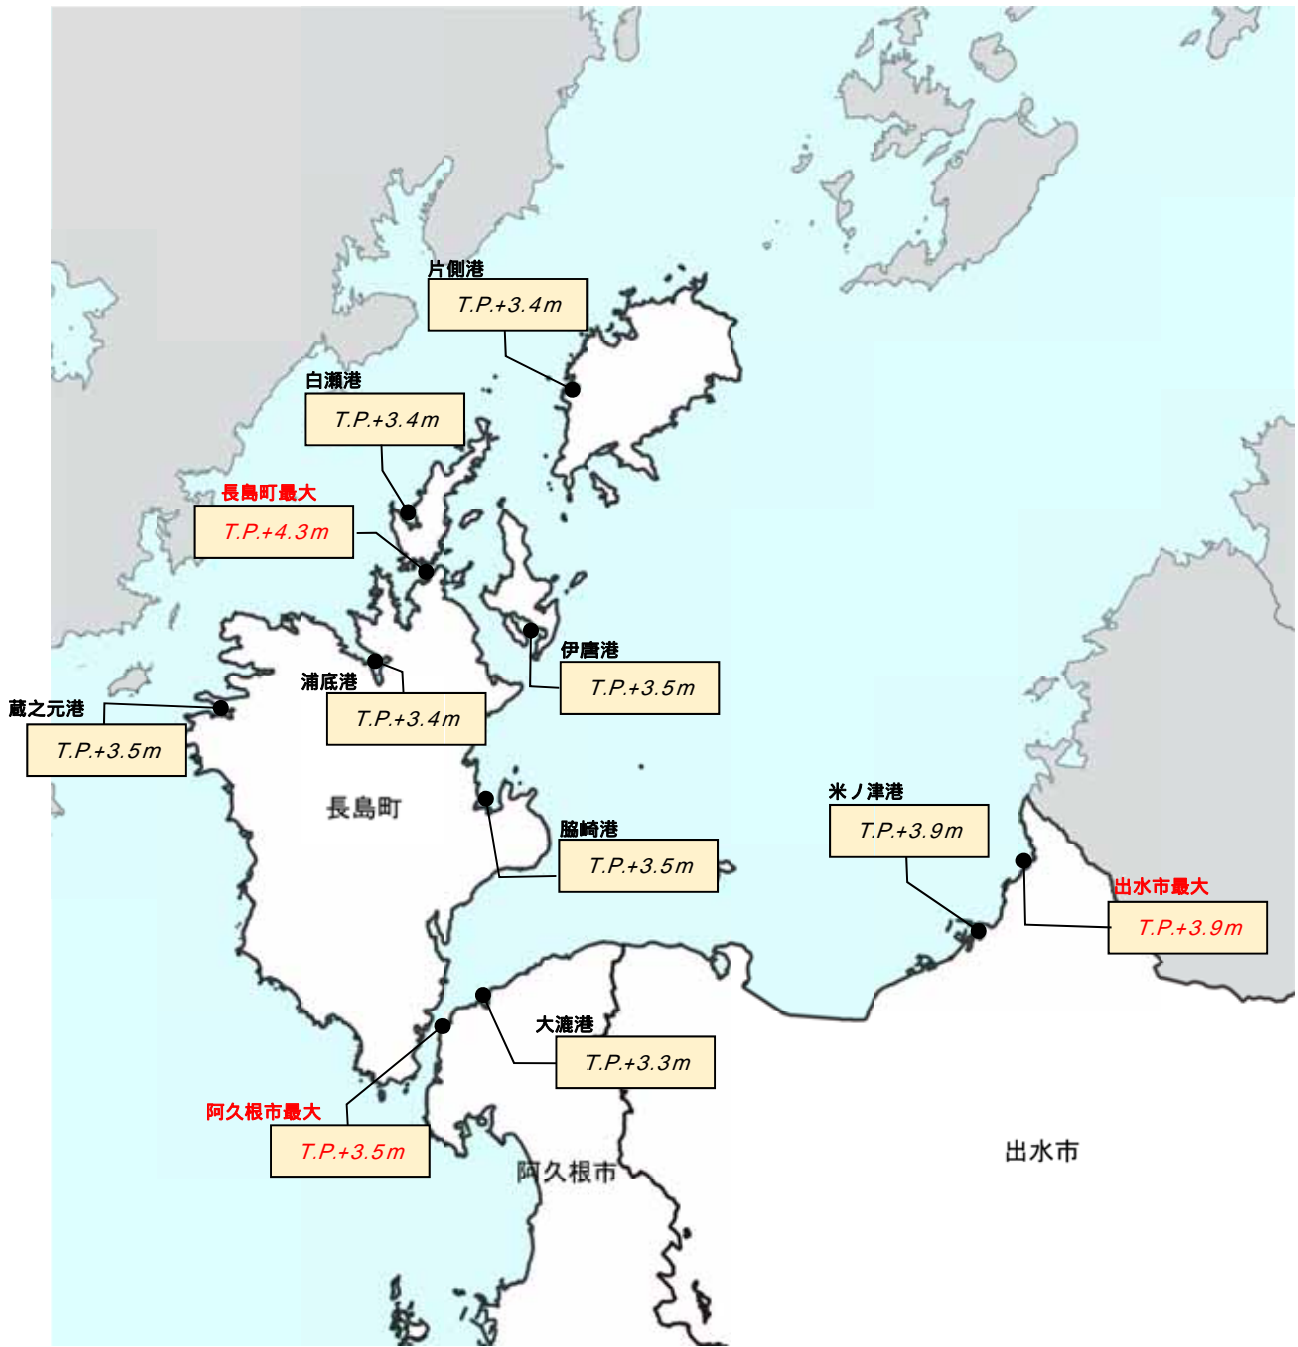 片側港
T.P.+3.4m
白瀬港
T.P.+3.4m
長島町最大
T.P.+4.3m
伊唐港
T.P.+3.5m
浦底港
T.P.+3.4m
蔵之元港
T.P.+3.5m
長島町
米ノ津港
T.P.+3.9m
脇崎港
T.P.+3.5m
出水市最大
T.P.+3.9m
大漉港
T.P.+3.3m
阿久根市最大
T.P.+3.5m
阿久根市
出水市